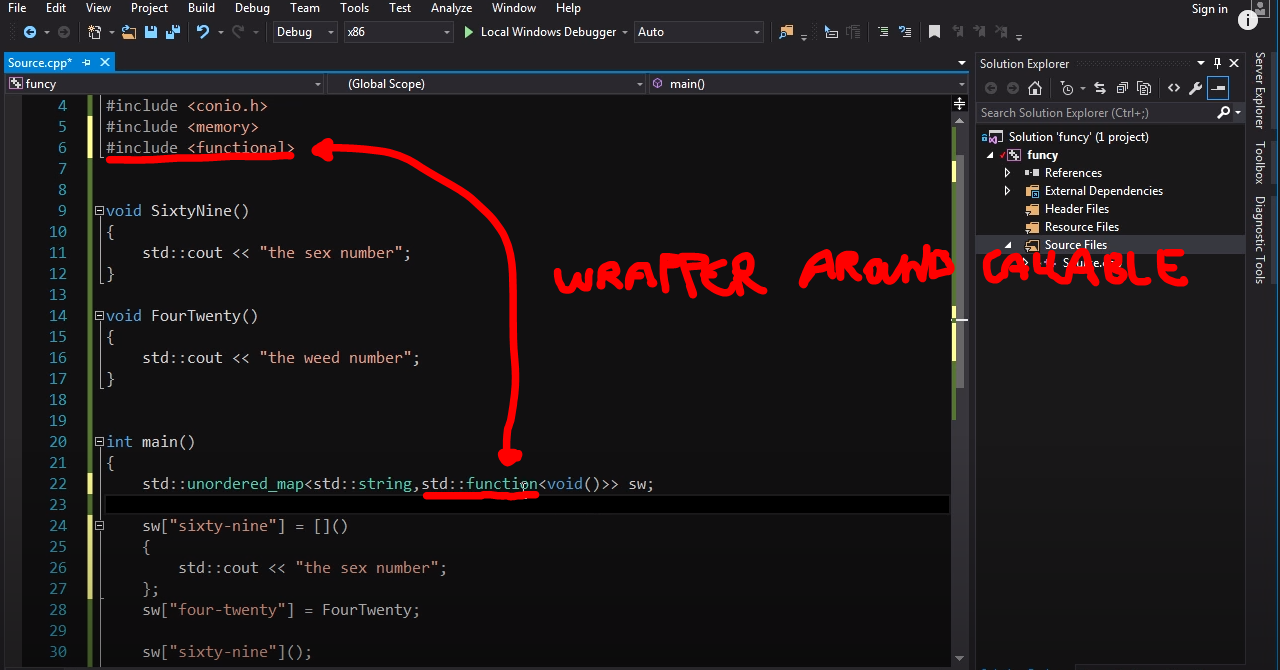 File Edit View Project Build Debug Team Tools Test Analyze Window Help Sign in
Debug x86 Local Windows Debugger Auto
Source.cpp*
funcy (Global Scope) main()
4 #include <conio.h>
5 #include <memory>
6 #include <functional>
7
8
9 void SixtyNine()
10 {
11 std::cout << "the sex number";
12 }
13
14 void FourTwenty()
15 {
16 std::cout << "the weed number";
17 }
18
19
20 int main()
21 {
22 std::unordered_map<std::string,std::function<void()>> sw;
23
24 sw["sixty-nine"] = []()
25 {
26 std::cout << "the sex number";
27 };
28 sw["four-twenty"] = FourTwenty;
29
30 sw["sixty-nine"]();
WRAPPER AROUND CALLABLE
Solution Explorer
Search Solution Explorer (Ctrl+;)
Solution 'funcy' (1 project)
funcy
References
External Dependencies
Header Files
Resource Files
Source Files
Server Explorer
Toolbox
Diagnostic Tools